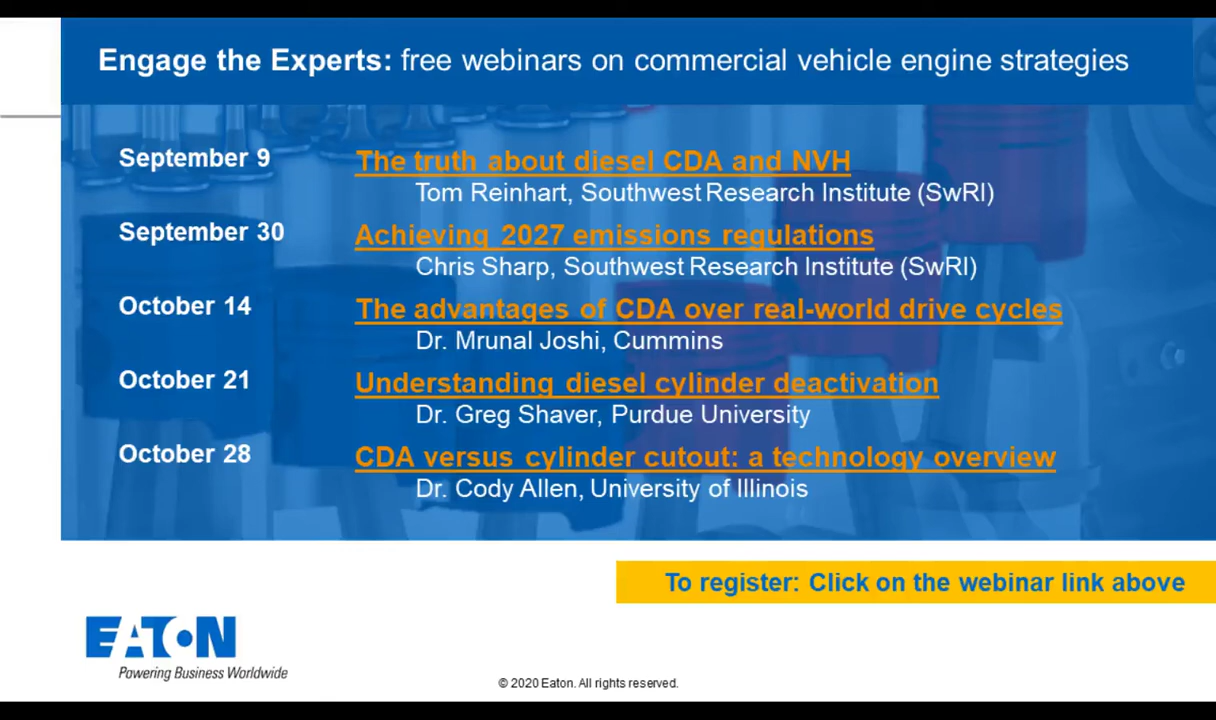 Engage the Experts: free webinars on commercial vehicle engine strategies
September 9
The truth about diesel CDA and NVH
Tom Reinhart, Southwest Research Institute (SwRI)
September 30
Achieving 2027 emissions regulations
Chris Sharp, Southwest Research Institute (SwRI)
October 14
The advantages of CDA over real-world drive cycles
Dr. Mrunal Joshi, Cummins
October 21
Understanding diesel cylinder deactivation
Dr. Greg Shaver, Purdue University
October 28
CDA versus cylinder cutout: a technology overview
Dr. Cody Allen, University of Illinois
To register: Click on the webinar link above
EATON
Powering Business Worldwide
© 2020 Eaton. All rights reserved.